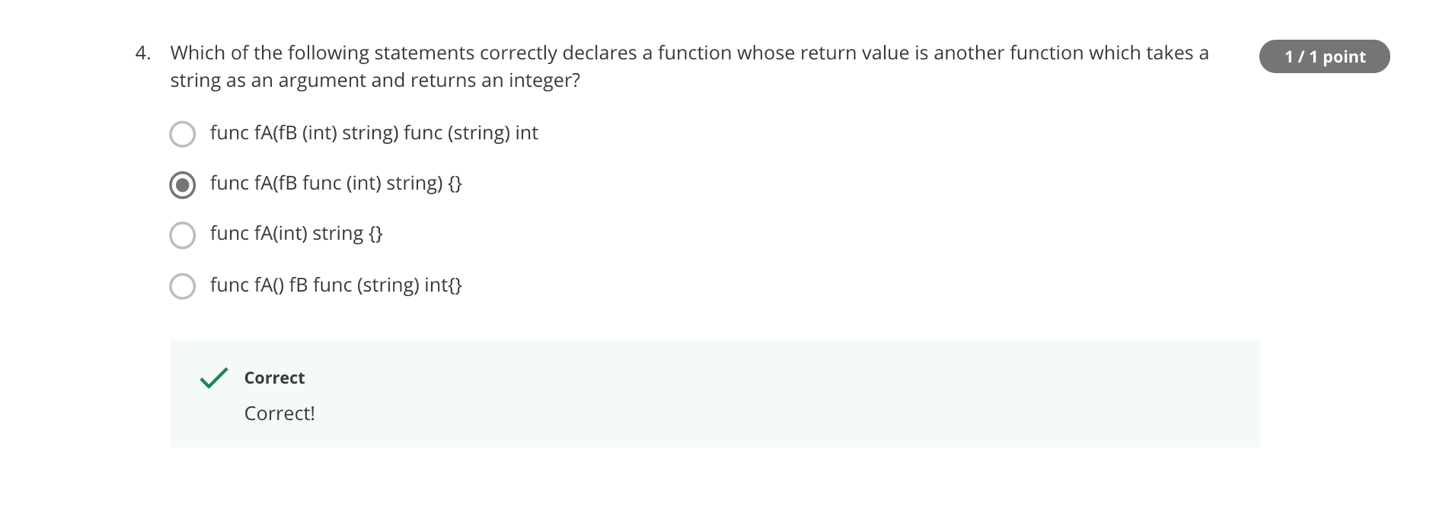 4. Which of the following statements correctly declares a function whose return value is another function which takes a
string as an argument and returns an integer?
1 / 1 point
func fA(fB (int) string) func (string) int
func fA(fB func (int) string) {}
func fA(int) string {}
func fA() fB func (string) int{}
Correct
Correct!